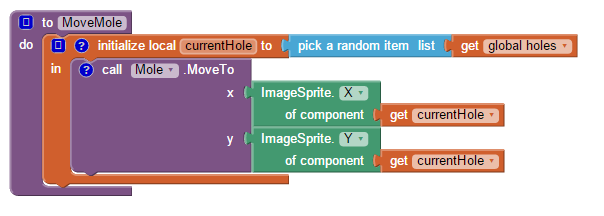 to MoveMole
do ? initialize local currentHole to pick a random item list get global holes
in ? call Mole .MoveTo
x ImageSprite. X
of component get currentHole
y ImageSprite. Y
of component get currentHole